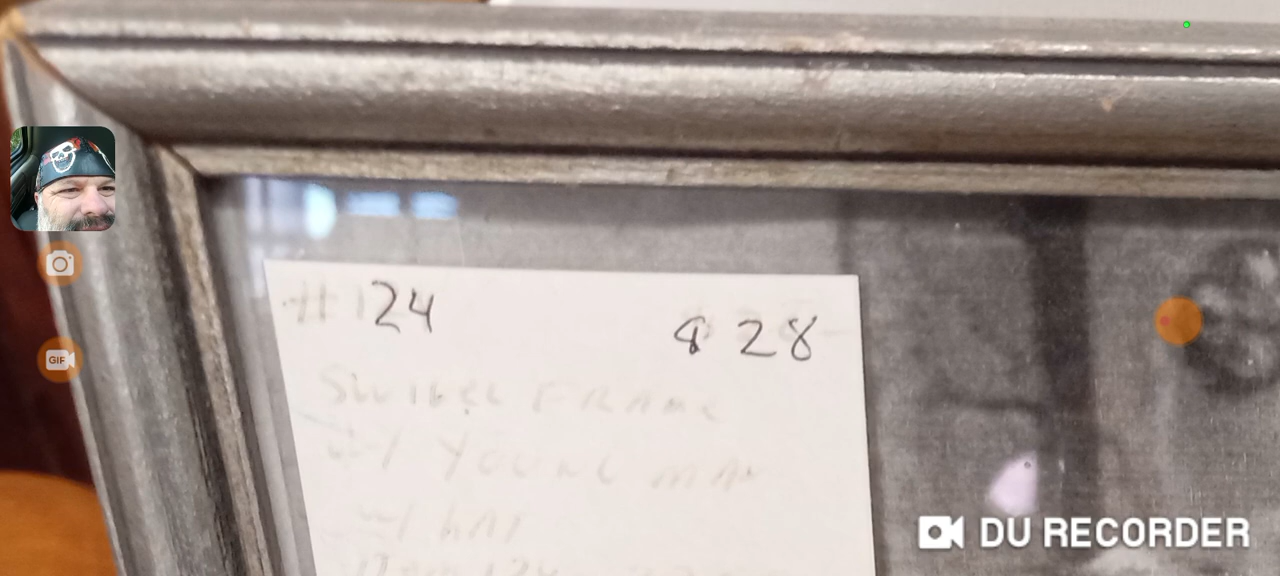 #124
$ 28
SWIVEL FRAME
w/ YOUNG MAN
w/ HAT
GIF
DU RECORDER